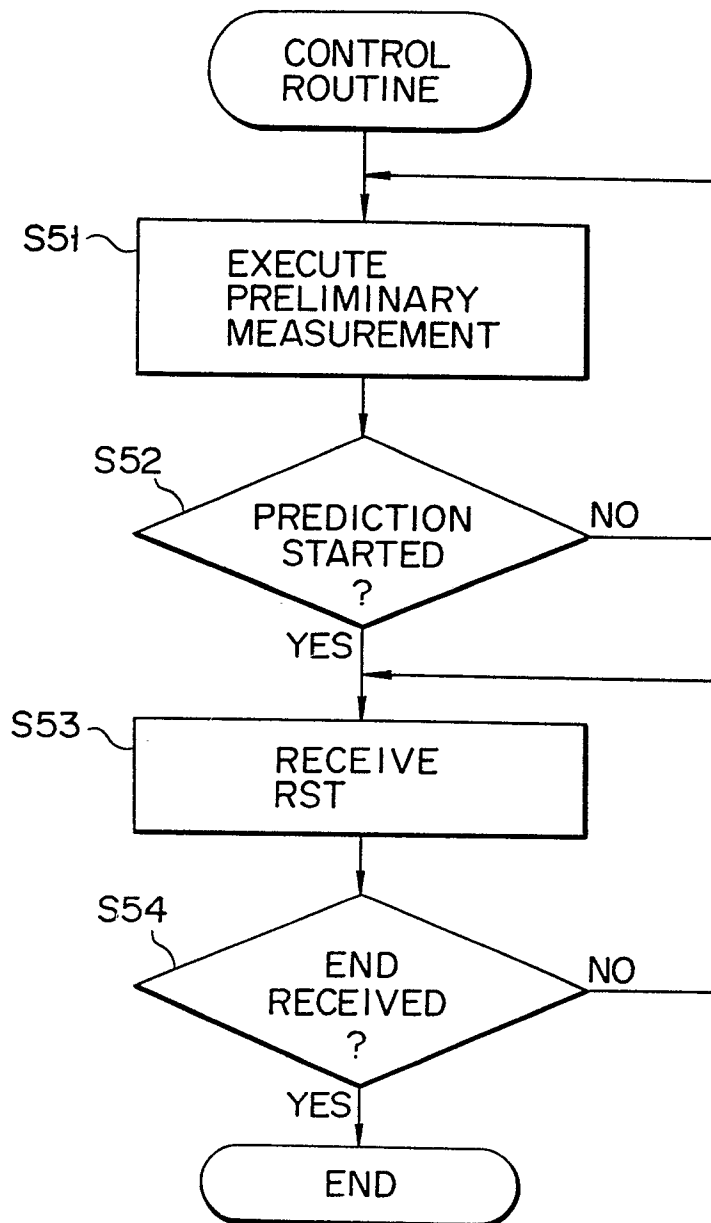 CONTROL
ROUTINE
S51
EXECUTE
PRELIMINARY
MEASUREMENT
S52
PREDICTION
STARTED
?
NO
YES
S53
RECEIVE
RST
S54
END
RECEIVED
?
NO
YES
END